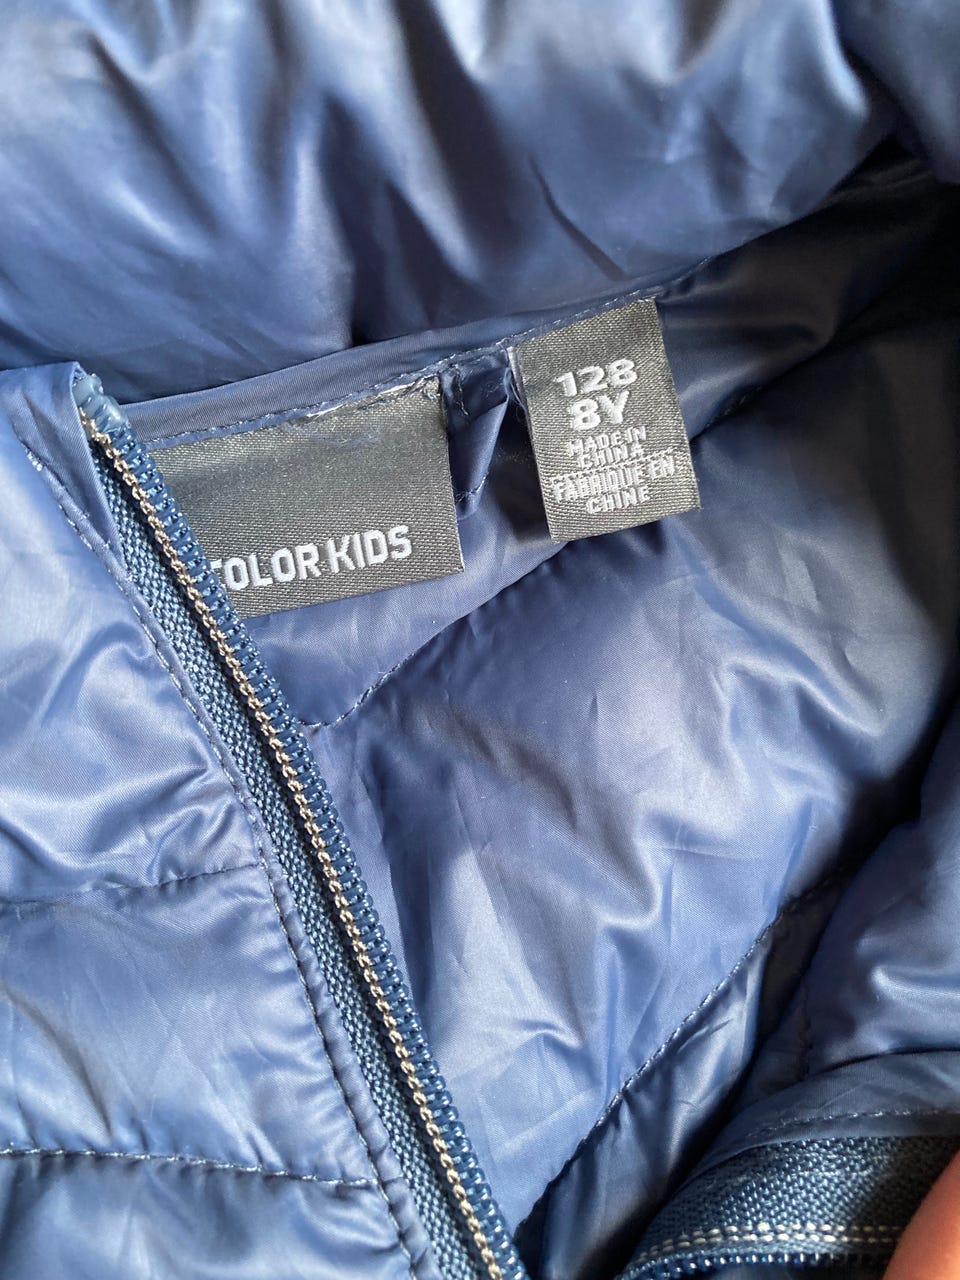 COLOR KIDS
128
8Y
MADE IN
CHINA
FABRIQUE EN
CHINE